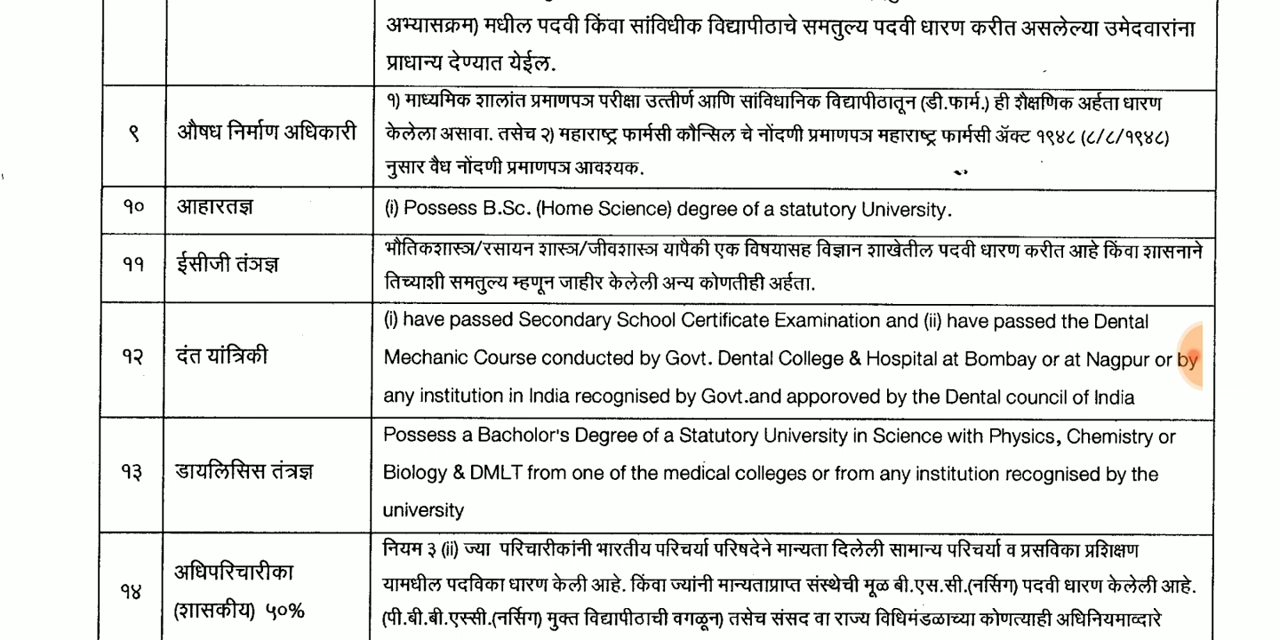 अभ्यासक्रम) मधील पदवी किंवा सांविधीक विद्यापीठाचे समतुल्य पदवी धारण करीत असलेल्या उमेदवारांना
प्राधान्य देण्यात येईल.
९
औषध निर्माण अधिकारी
१) माध्यमिक शालांत प्रमाणपञ परीक्षा उत्तीर्ण आणि सांविधानिक विद्यापीठातून (डी.फार्म.) ही शैक्षणिक अर्हता धारण
केलेला असावा. तसेच २) महाराष्ट्र फार्मसी कौन्सिल चे नोंदणी प्रमाणपञ महाराष्ट्र फार्मसी ॲक्ट १९४८ (८/८/१९४८)
नुसार वैध नोंदणी प्रमाणपञ आवश्यक.
१०
आहारतज्ञ
(i) Possess B.Sc. (Home Science) degree of a statutory University.
११
ईसीजी तंञज्ञ
भौतिकशास्ञ/रसायन शास्ञ/जीवशास्ञ यापैकी एक विषयासह विज्ञान शाखेतील पदवी धारण करीत आहे किंवा शासनाने
तिच्याशी समतुल्य म्हणून जाहीर केलेली अन्य कोणतीही अर्हता.
१२
दंत यांत्रिकी
(i) have passed Secondary School Certificate Examination and (ii) have passed the Dental
Mechanic Course conducted by Govt. Dental College & Hospital at Bombay or at Nagpur or by
any institution in India recognised by Govt.and apporoved by the Dental council of India
१३
डायलिसिस तंत्रज्ञ
Possess a Bacholor's Degree of a Statutory University in Science with Physics, Chemistry or
Biology & DMLT from one of the medical colleges or from any institution recognised by the
university
१४
अधिपरिचारीका
(शासकीय) ५०%
नियम ३ (ii) ज्या परिचारीकांनी भारतीय परिचर्या परिषदेने मान्यता दिलेली सामान्य परिचर्या व प्रसविका प्रशिक्षण
यामधील पदविका धारण केली आहे. किंवा ज्यांनी मान्यताप्राप्त संस्थेची मूळ बी.एस.सी.(नर्सिग) पदवी धारण केलेली आहे.
(पी.बी.बी.एस्सी.(नर्सिग) मुक्त विद्यापीठाची वगळून) तसेच संसद वा राज्य विधिमंडळाच्या कोणत्याही अधिनियमाव्दारे